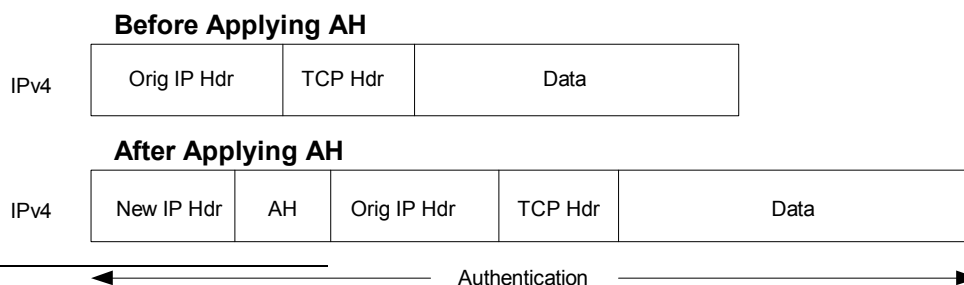 Before Applying AH
IPv4 Orig IP Hdr TCP Hdr Data
After Applying AH
IPv4 New IP Hdr AH Orig IP Hdr TCP Hdr Data
Authentication